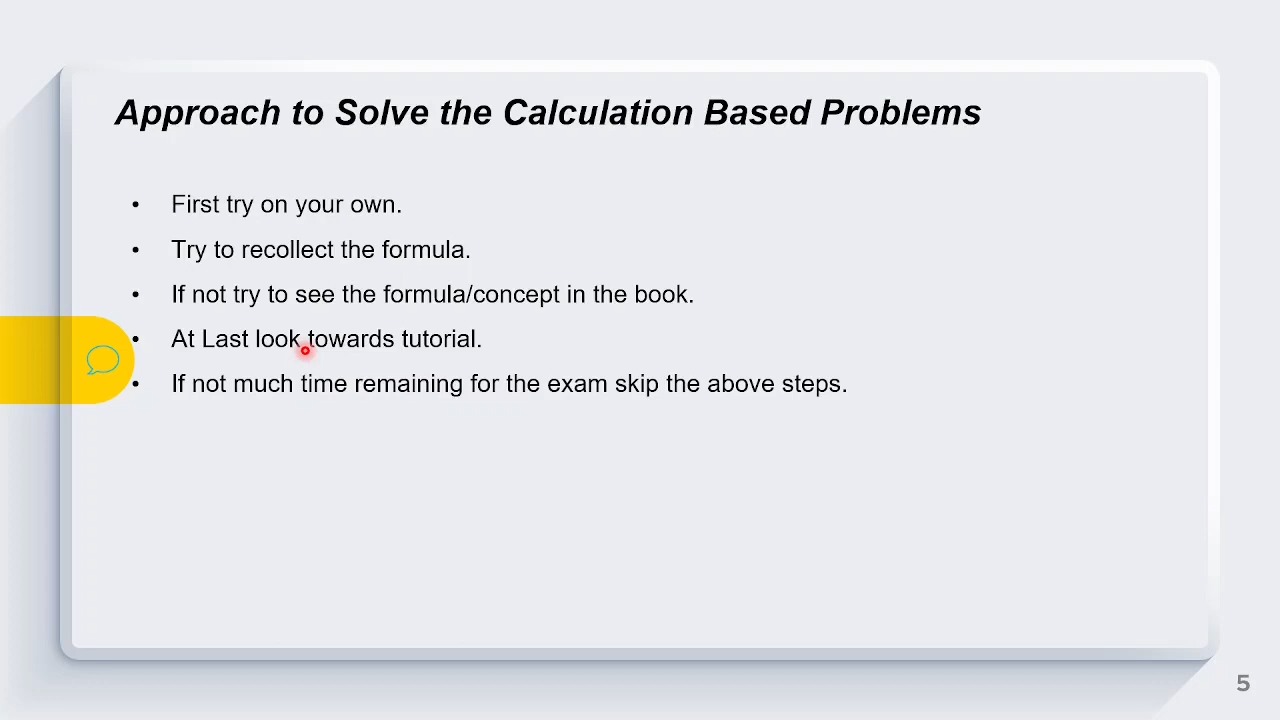 Approach to Solve the Calculation Based Problems
• First try on your own.
• Try to recollect the formula.
• If not try to see the formula/concept in the book.
• At Last look towards tutorial.
• If not much time remaining for the exam skip the above steps.
5